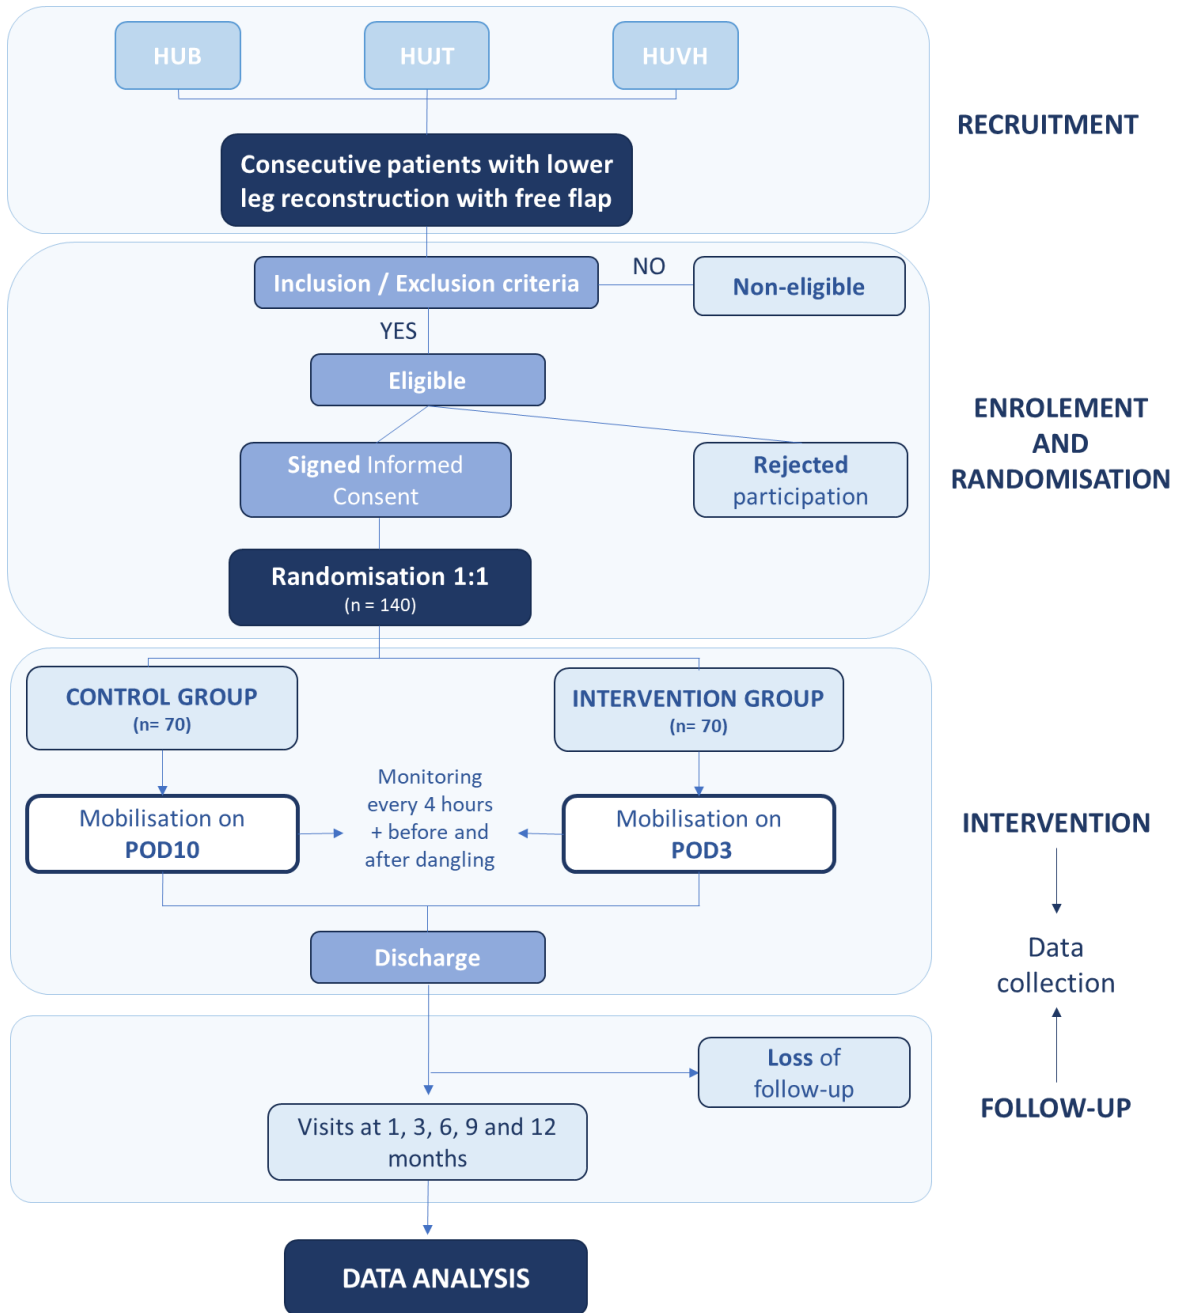 HUB
HUJT
HUVH
RECRUITMENT
Consecutive patients with lower
leg reconstruction with free flap
Inclusion / Exclusion criteria
NO
Non-eligible
YES
Eligible
ENROLEMENT
AND
RANDOMISATION
Signed Informed
Consent
Rejected
participation
Randomisation 1:1
(n = 140)
CONTROL GROUP
(n= 70)
INTERVENTION GROUP
(n= 70)
Mobilisation on
POD10
Monitoring
every 4 hours
+ before and
after dangling
Mobilisation on
POD3
INTERVENTION
Discharge
Data
collection
Loss of
follow-up
FOLLOW-UP
Visits at 1, 3, 6, 9 and 12
months
DATA ANALYSIS